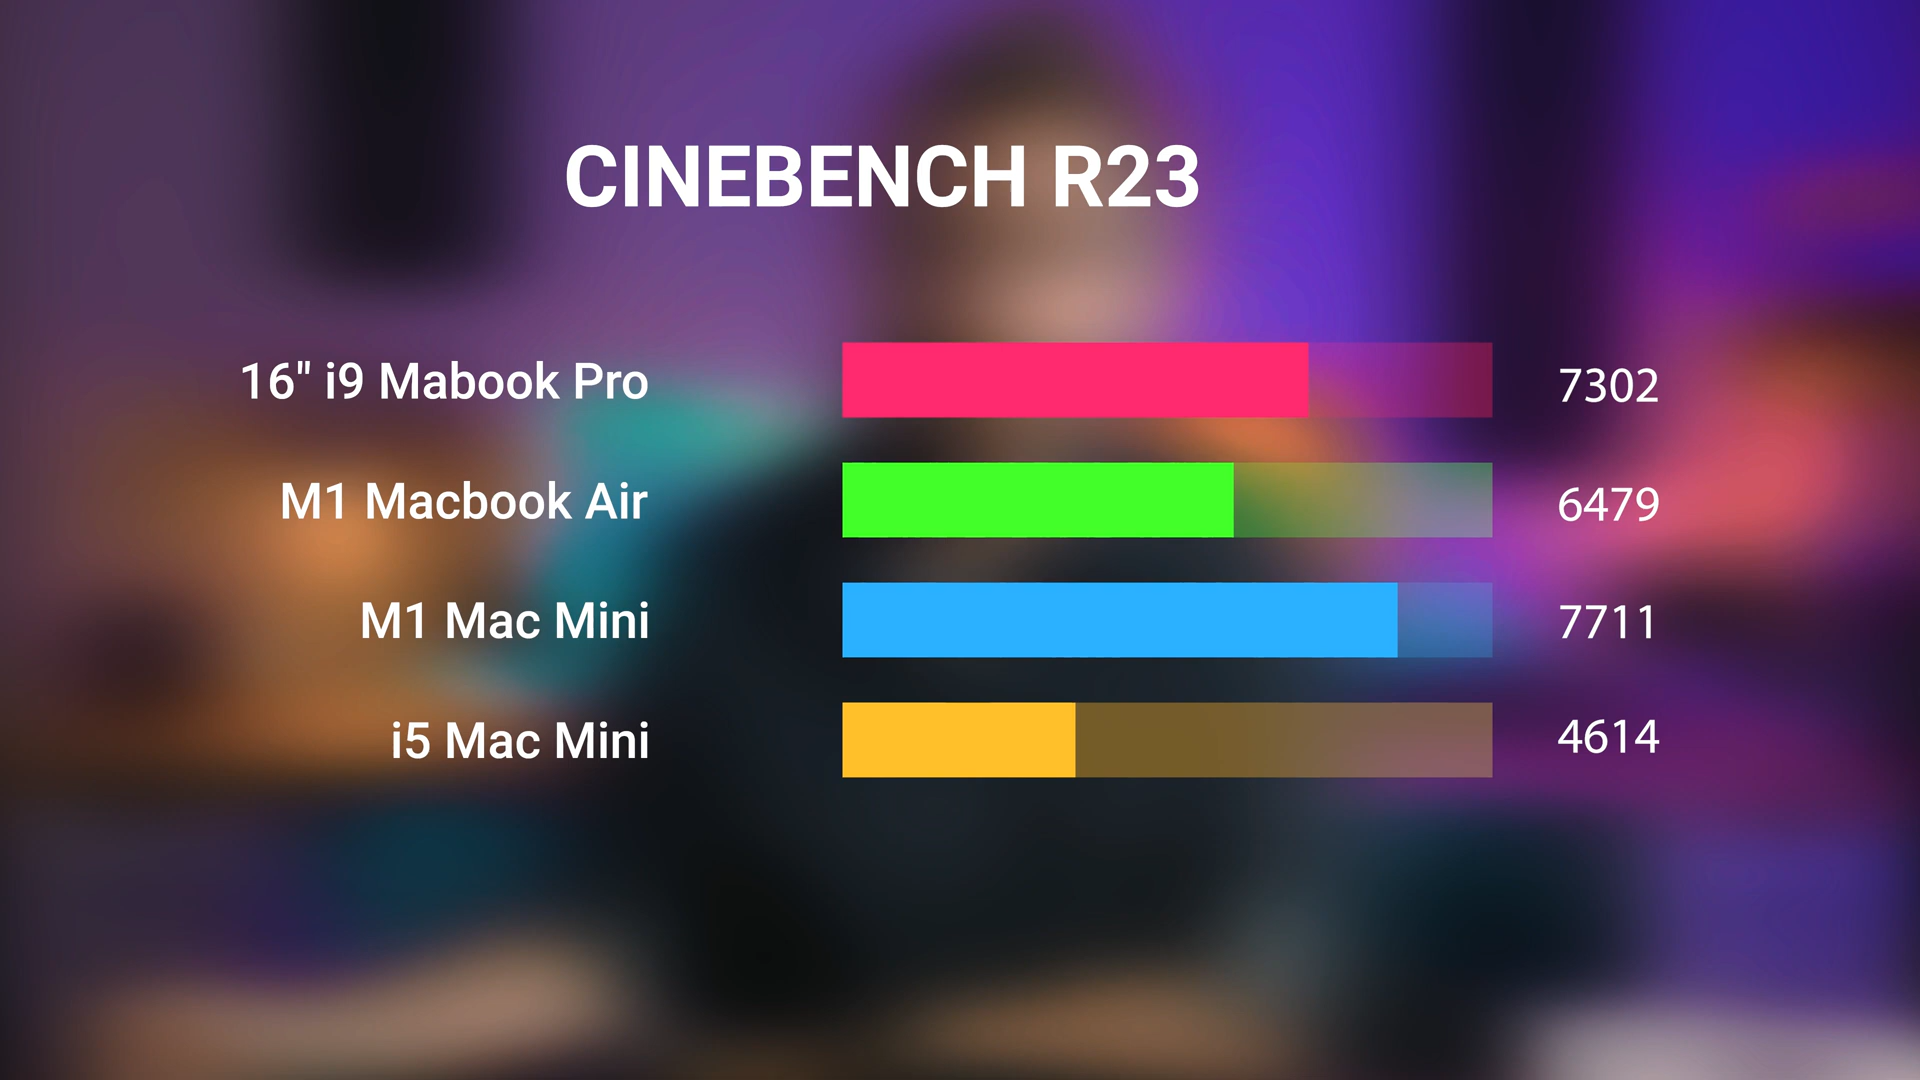 CINEBENCH R23
16" i9 Mabook Pro 7302
M1 Macbook Air 6479
M1 Mac Mini 7711
i5 Mac Mini 4614